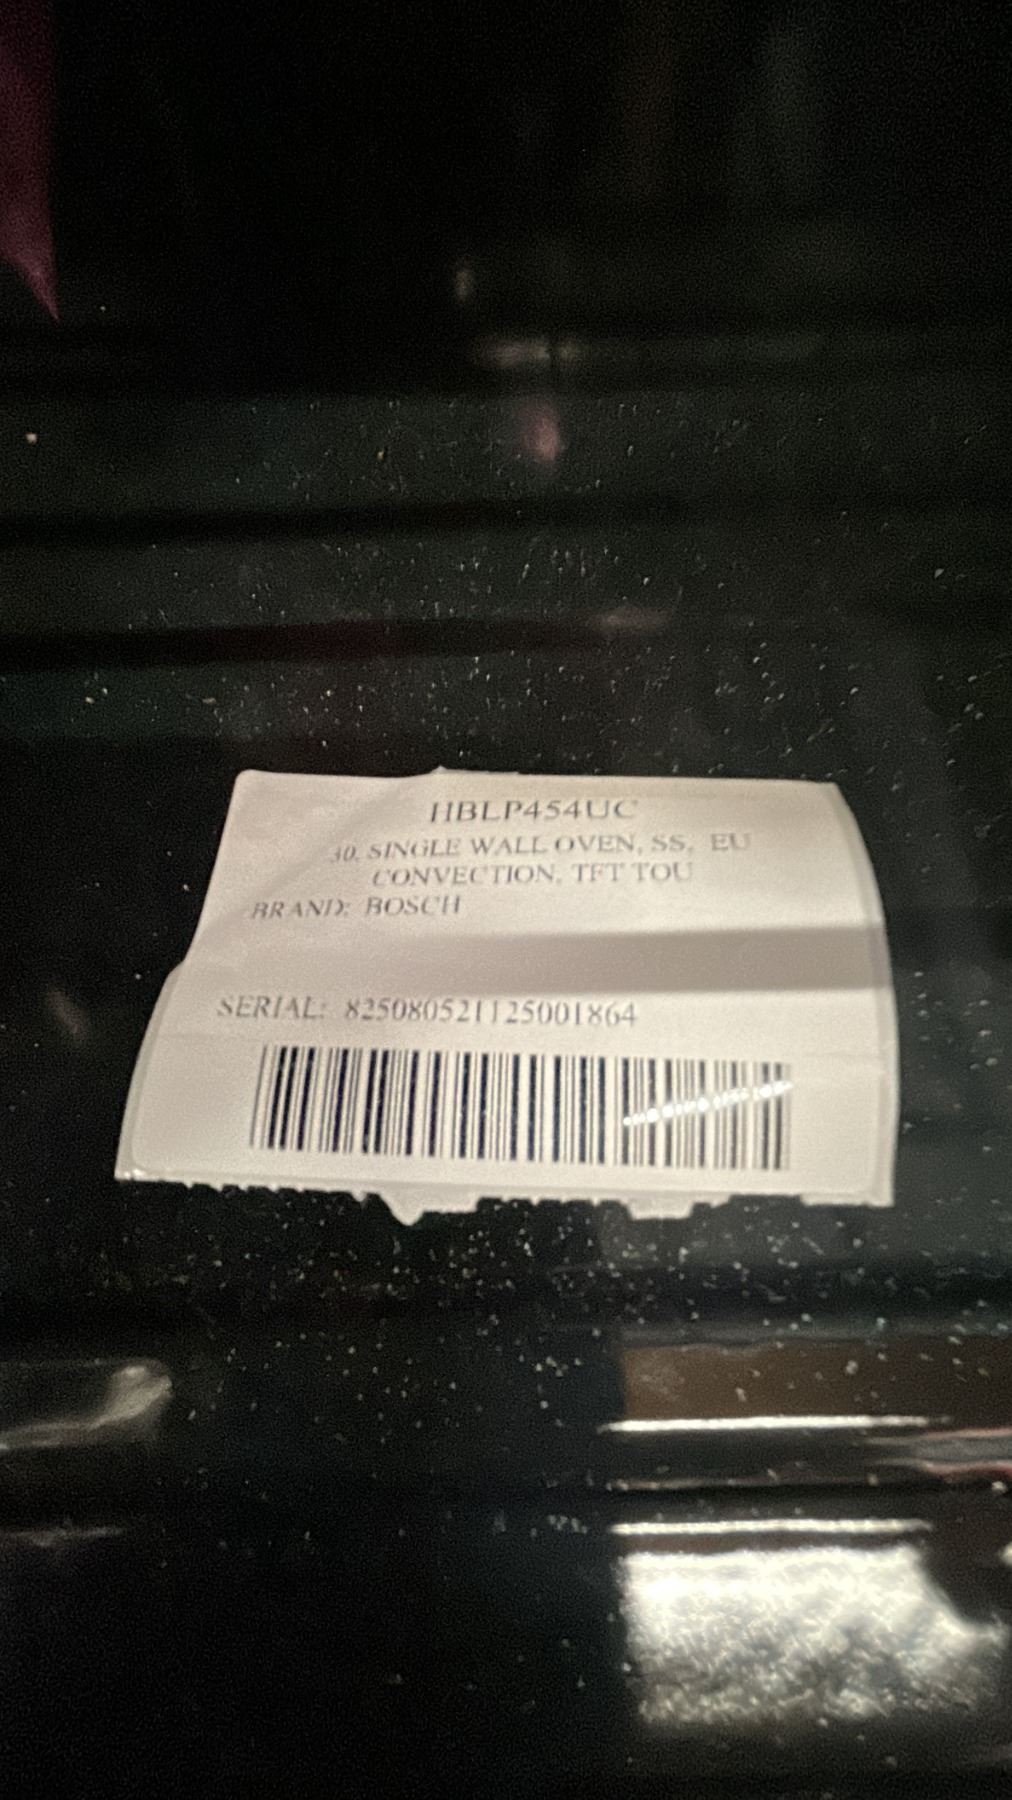 HBLP454UC
30. SINGLE WALL OVEN, SS, EU
CONVECTION, TFT TOU
BRAND: BOSCH
SERIAL: 825080521125001864